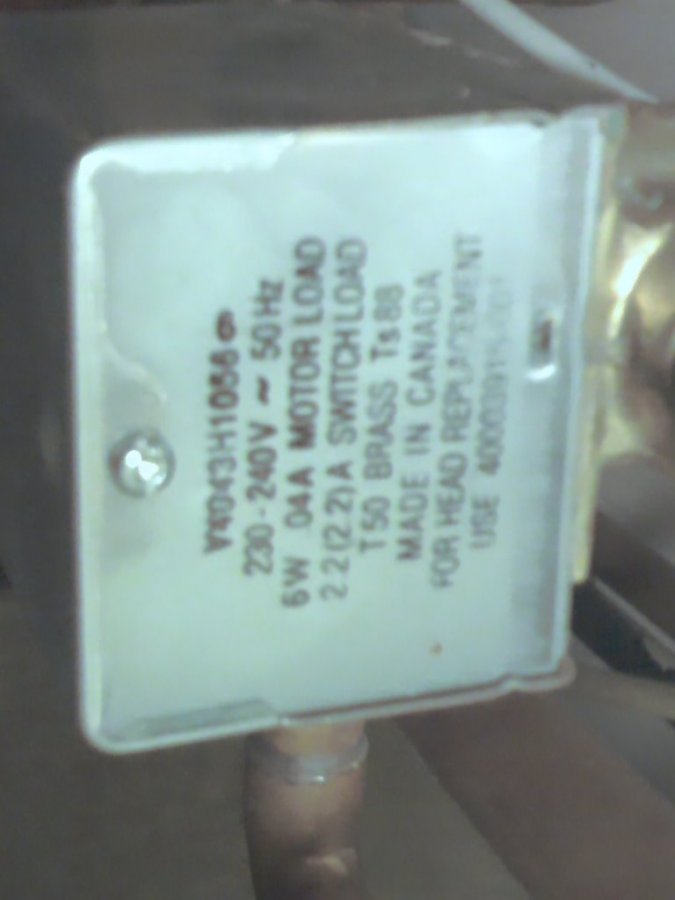 V4043H1056
230-240V ~ 50Hz
6W .04A MOTOR LOAD
2.2(2.2)A SWITCH LOAD
T50 BRASS Ts88
MADE IN CANADA
FOR HEAD REPLACEMENT
USE